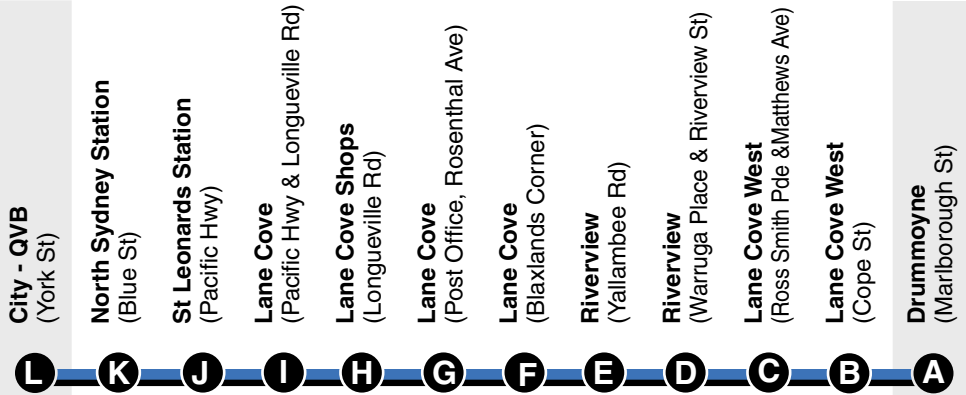 City - QVB
(York St)
North Sydney Station
(Blue St)
St Leonards Station
(Pacific Hwy)
Lane Cove
(Pacific Hwy & Longueville Rd)
Lane Cove Shops
(Longueville Rd)
Lane Cove
(Post Office, Rosenthal Ave)
Lane Cove
(Blaxlands Corner)
Riverview
(Yallambee Rd)
Riverview
(Warruga Place & Riverview St)
Lane Cove West
(Ross Smith Pde &Matthews Ave)
Lane Cove West
(Cope St)
Drummoyne
(Marlborough St)
L K J I H G F E D C B A